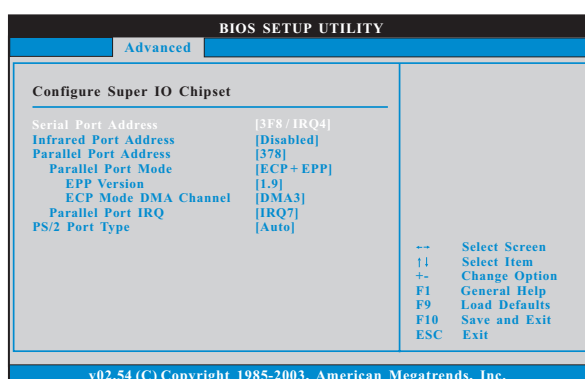 BIOS SETUP UTILITY
Advanced
Configure Super IO Chipset
Serial Port Address [3F8 / IRQ4]
Infrared Port Address [Disabled]
Parallel Port Address [378]
Parallel Port Mode [ECP + EPP]
EPP Version [1.9]
ECP Mode DMA Channel [DMA3]
Parallel Port IRQ [IRQ7]
PS/2 Port Type [Auto]
←→ Select Screen
↑↓ Select Item
+- Change Option
F1 General Help
F9 Load Defaults
F10 Save and Exit
ESC Exit
v02.54 (C) Copyright 1985-2003, American Megatrends, Inc.